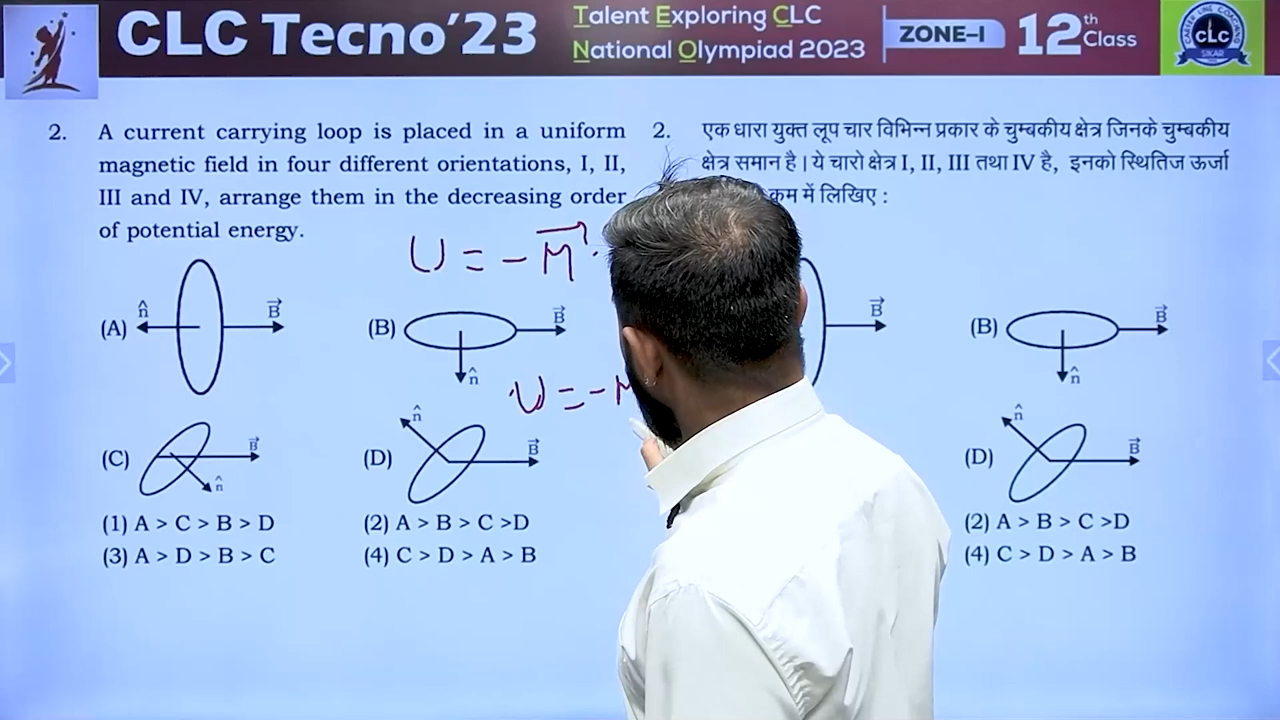 CLC Tecno'23
Talent Exploring CLC
National Olympiad 2023
ZONE–I
12th Class
CLC
SIKAR
2. A current carrying loop is placed in a uniform
magnetic field in four different orientations, I, II,
III and IV, arrange them in the decreasing order
of potential energy.
U = -M⃗ .
(A) n̂ B⃗
(B) B⃗ n̂
U = -M
(C) B⃗ n̂
(D) n̂ B⃗
(1) A > C > B > D
(2) A > B > C >D
(3) A > D > B > C
(4) C > D > A > B
2. एक धारा युक्त लूप चार विभिन्न प्रकार के चुम्बकीय क्षेत्र जिनके चुम्बकीय
क्षेत्र समान है। ये चारो क्षेत्र I, II, III तथा IV है, इनको स्थितिज ऊर्जा
क्रम में लिखिए :
B⃗
(B) B⃗ n̂
(D) n̂ B⃗
(2) A > B > C >D
(4) C > D > A > B